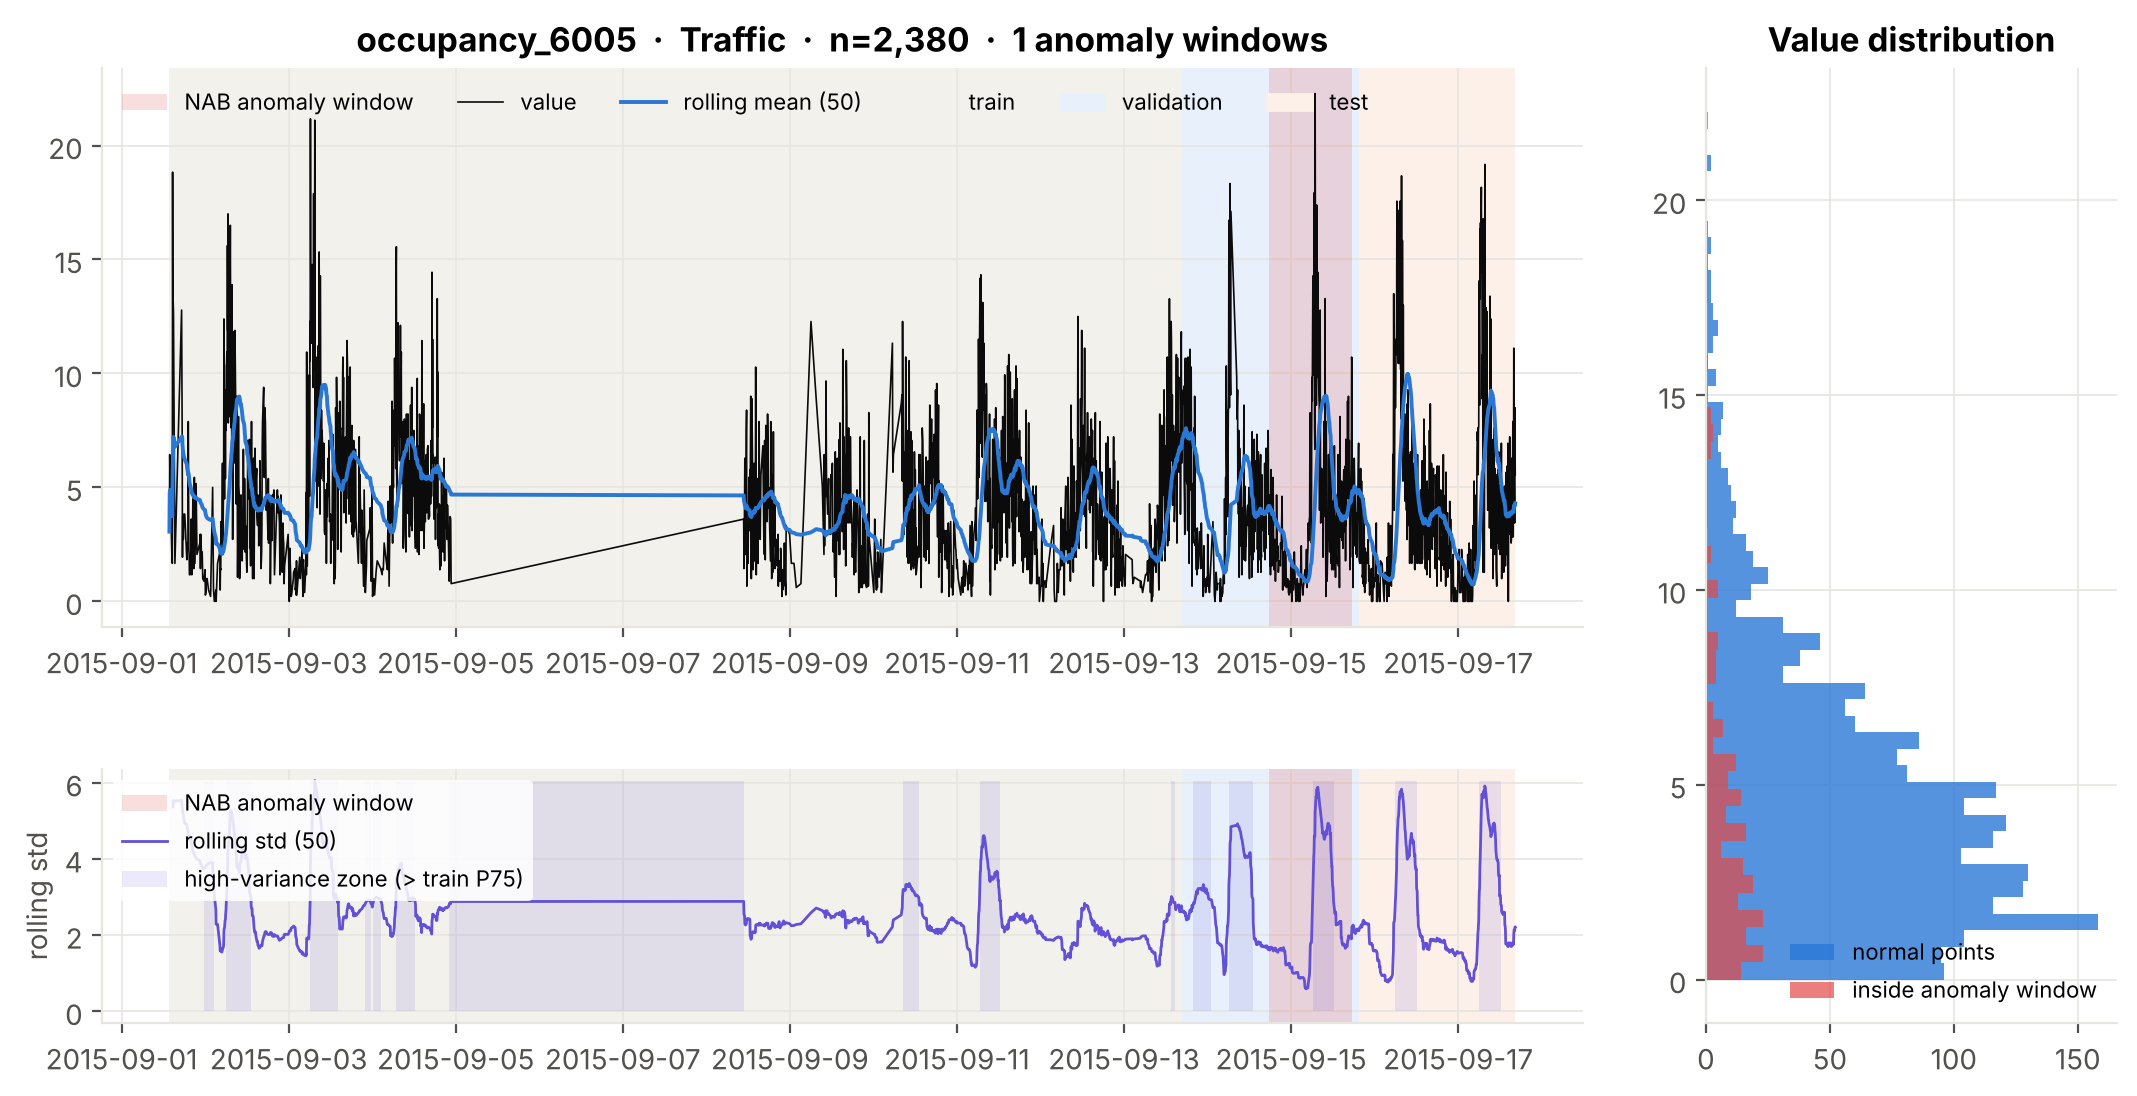 occupancy_6005 · Traffic · n=2,380 · 1 anomaly windows
NAB anomaly window
value
rolling mean (50)
train
validation
test
20
15
10
5
0
2015-09-01
2015-09-03
2015-09-05
2015-09-07
2015-09-09
2015-09-11
2015-09-13
2015-09-15
2015-09-17
rolling std
6
4
2
0
NAB anomaly window
rolling std (50)
high-variance zone (> train P75)
2015-09-01
2015-09-03
2015-09-05
2015-09-07
2015-09-09
2015-09-11
2015-09-13
2015-09-15
2015-09-17
Value distribution
20
15
10
5
0
normal points
inside anomaly window
0
50
100
150